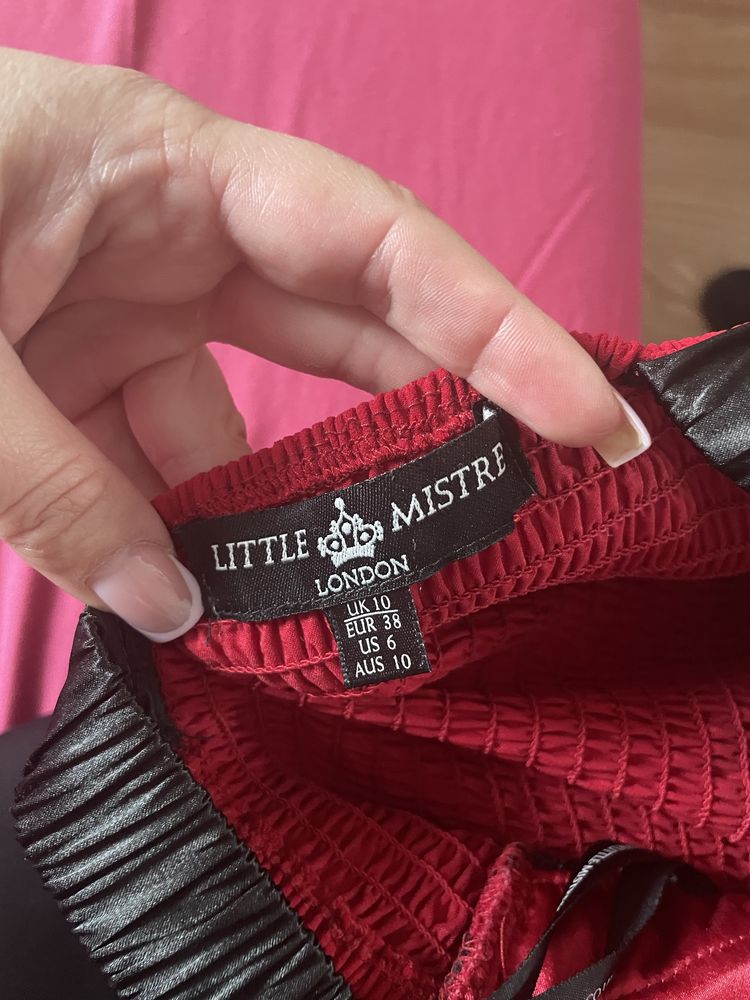 LITTLE MISTRE
LONDON
UK 10
EUR 38
US 6
AUS 10